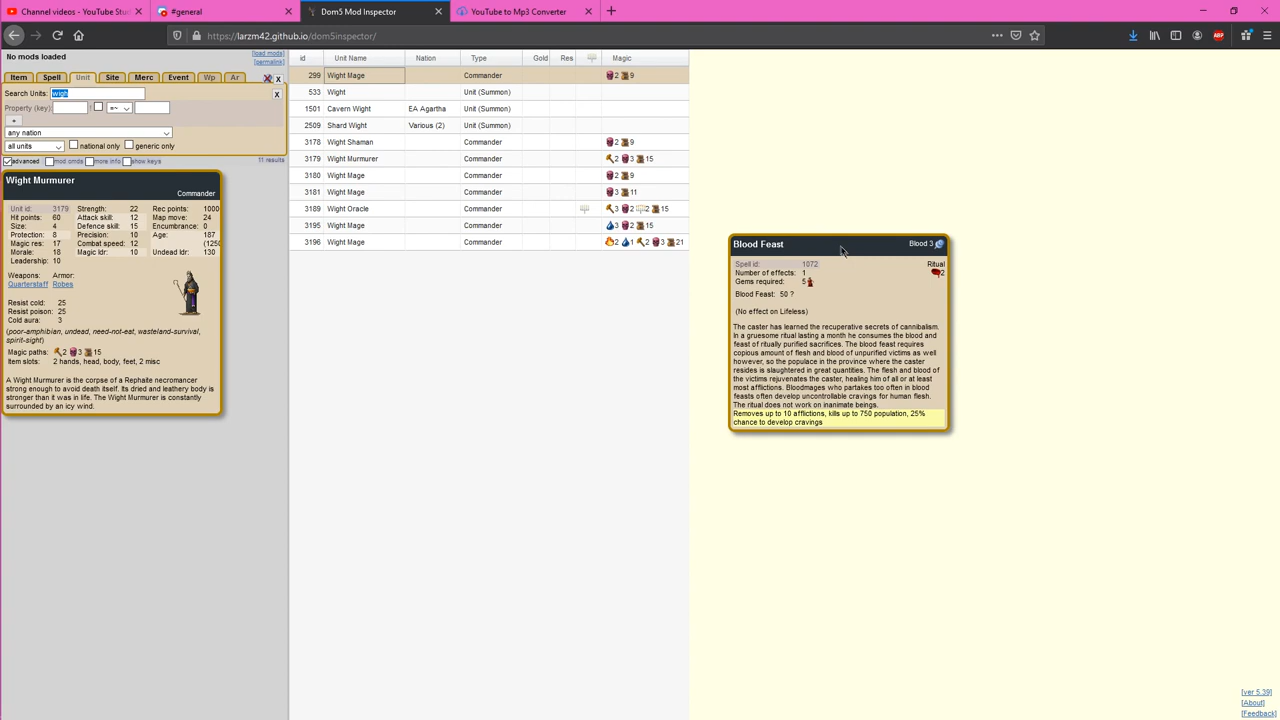 Channel videos - YouTube Stud
#general
Dom5 Mod Inspector
YouTube to Mp3 Converter
https://larzm42.github.io/dom5inspector/
No mods loaded
[load mods]
[permalink]
Item Spell Unit Site Merc Event Wp Ar X X
Search Units: wigh X
Property (key): : =~
+
any nation
all units national only generic only
advanced mod cmds more info show keys 11 results
id Unit Name Nation Type Gold Res Magic
299 Wight Mage Commander 2 9
533 Wight Unit (Summon)
1501 Cavern Wight EA Agartha Unit (Summon)
2509 Shard Wight Various (2) Unit (Summon)
3178 Wight Shaman Commander 2 9
3179 Wight Murmurer Commander 2 3 15
3180 Wight Mage Commander 2 9
3181 Wight Mage Commander 3 11
3189 Wight Oracle Commander 3 2 2 15
3195 Wight Mage Commander 3 2 15
3196 Wight Mage Commander 2 1 2 3 21
Wight Murmurer
Commander
Unit id: 3179 Strength: 22 Rec points: 1000
Hit points: 60 Attack skill: 12 Map move: 24
Size: 4 Defence skill: 15 Encumbrance: 0
Protection: 8 Precision: 10 Age: 187
Magic res: 17 Combat speed: 12 (1250
Morale: 18 Magic ldr: 10 Undead ldr: 130
Leadership: 10
Weapons: Armor:
Quarterstaff Robes
Resist cold: 25
Resist poison: 25
Cold aura: 3
(poor-amphibian, undead, need-not-eat, wasteland-survival,
spirit-sight)
Magic paths: 2 3 15
Item slots: 2 hands, head, body, feet, 2 misc
A Wight Murmurer is the corpse of a Rephaite necromancer
strong enough to avoid death itself. Its dried and leathery body is
stronger than it was in life. The Wight Murmurer is constantly
surrounded by an icy wind.
Blood Feast Blood 3
Spell id: 1072 Ritual
Number of effects: 1 2
Gems required: 5
Blood Feast: 50 ?
(No effect on Lifeless)
The caster has learned the recuperative secrets of cannibalism.
In a gruesome ritual lasting a month he consumes the blood and
feast of ritually purified sacrifices. The blood feast requires
copious amount of flesh and blood of unpurified victims as well
however, so the populace in the province where the caster
resides is slaughtered in great quantities. The flesh and blood of
the victims rejuvenates the caster, healing him of all or at least
most afflictions. Bloodmages who partakes too often in blood
feasts often develop uncontrollable cravings for human flesh.
The ritual does not work on inanimate beings.
Removes up to 10 afflictions, kills up to 750 population, 25%
chance to develop cravings
[ver 5.39]
[About]
[Feedback]